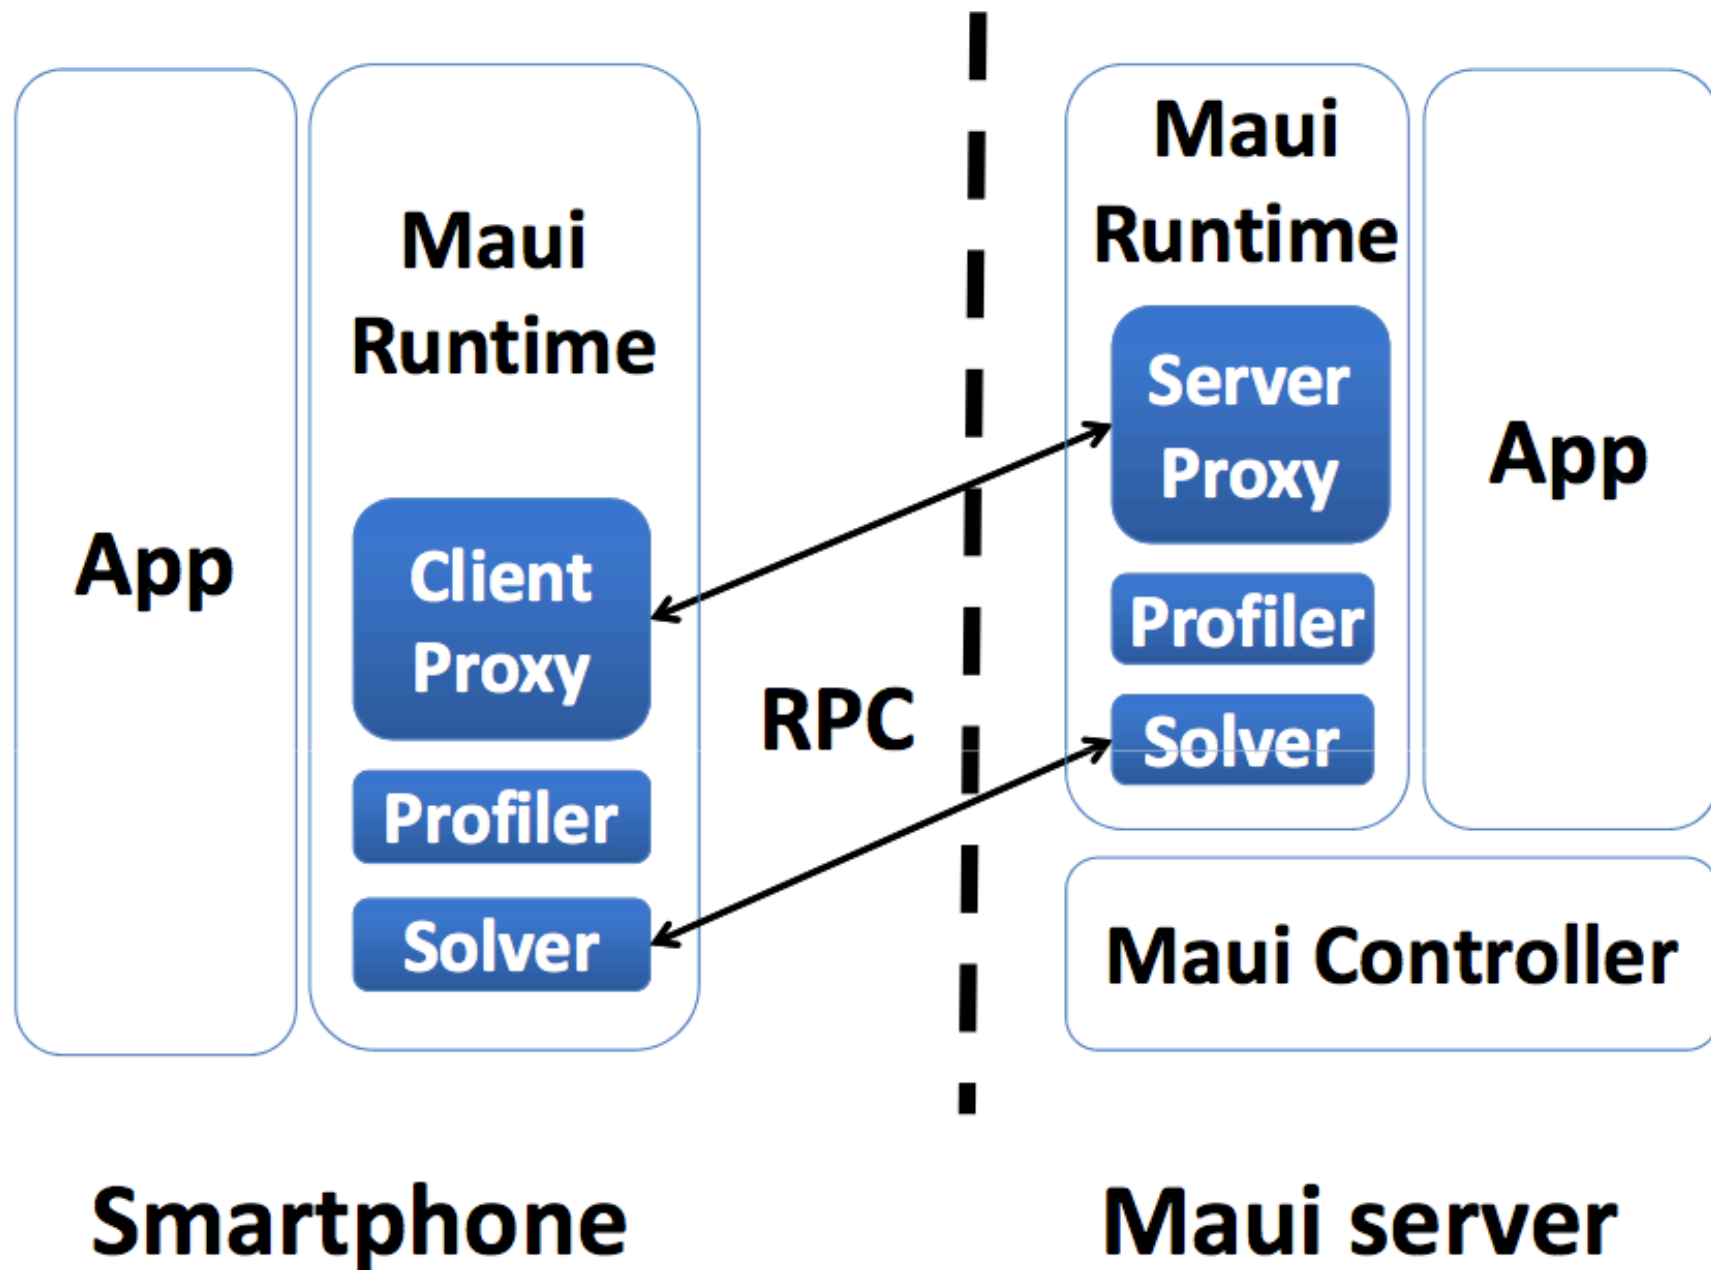 App
Maui
Runtime
Client
Proxy
Profiler
Solver
RPC
Maui
Runtime
Server
Proxy
Profiler
Solver
App
Maui Controller
Smartphone
Maui server